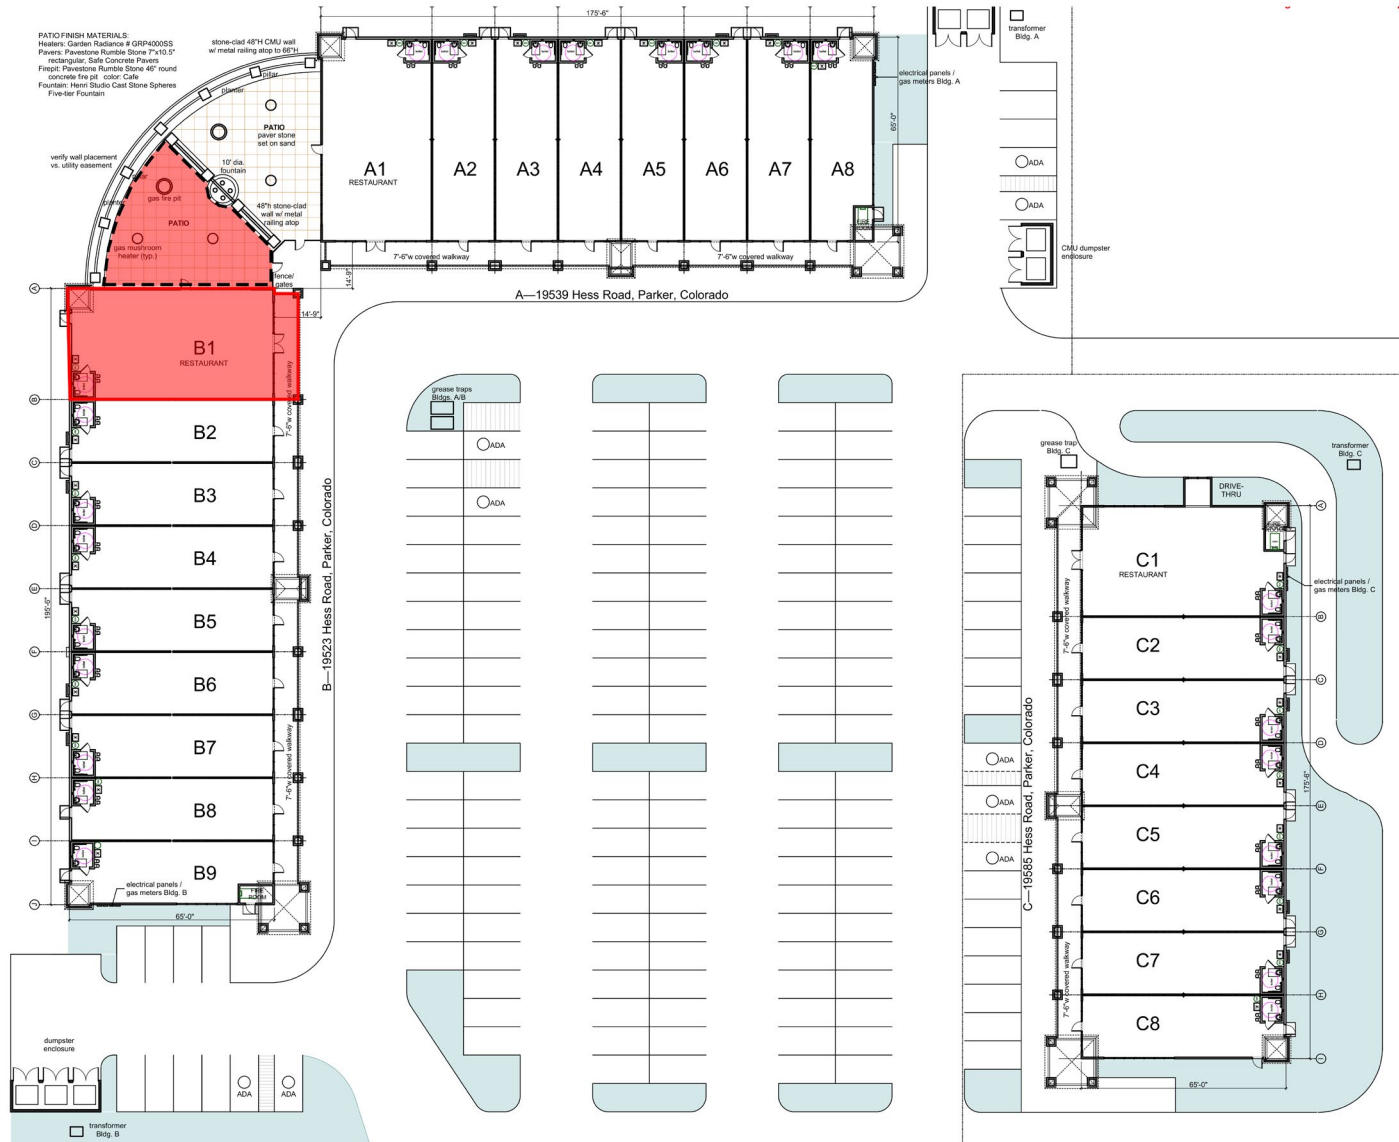 PATIO FINISH MATERIALS:
Heaters: Garden Radiance # GRP4000SS
Pavers: Pavestone Rumble Stone 7"x10.5"
rectangular, Safe Concrete Pavers
Firepit: Pavestone Rumble Stone 46" round
concrete fire pit color: Cafe
Fountain: Henri Studio Cast Stone Spheres
Five-tier Fountain
stone-clad 48"H CMU wall
w/ metal railing atop to 66"H
175'-6"
transformer
Bldg. A
pillar
planter
PATIO
paver stone
set on sand
electrical panels /
gas meters Bldg. A
65'-0"
verify wall placement
vs. utility easement
10' dia.
fountain
A1
RESTAURANT
A2
A3
A4
A5
A6
A7
A8
ADA
ADA
planter
gas fire pit
PATIO
48"h stone-clad
wall w/ metal
railing atop
gas mushroom
heater (typ.)
fence/
gates
14'-9"
14'-9"
7'-6"w covered walkway
7'-6"w covered walkway
CMU dumpster
enclosure
A—19539 Hess Road, Parker, Colorado
A
B
C
D
E
F
G
H
I
J
B1
RESTAURANT
B2
B3
B4
B5
B6
B7
B8
B9
195'-6"
7'-6"w covered walkway
7'-6"w covered walkway
B—19523 Hess Road, Parker, Colorado
electrical panels /
gas meters Bldg. B
FIRE
ROOM
65'-0"
grease traps
Bldgs. A/B
ADA
ADA
dumpster
enclosure
ADA
ADA
transformer
Bldg. B
grease trap
Bldg. C
transformer
Bldg. C
DRIVE-
THRU
C1
RESTAURANT
C2
C3
C4
C5
C6
C7
C8
electrical panels /
gas meters Bldg. C
7'-6"w covered walkway
7'-6"w covered walkway
C—19585 Hess Road, Parker, Colorado
ADA
ADA
ADA
175'-6"
A
B
C
D
E
F
G
H
I
65'-0"